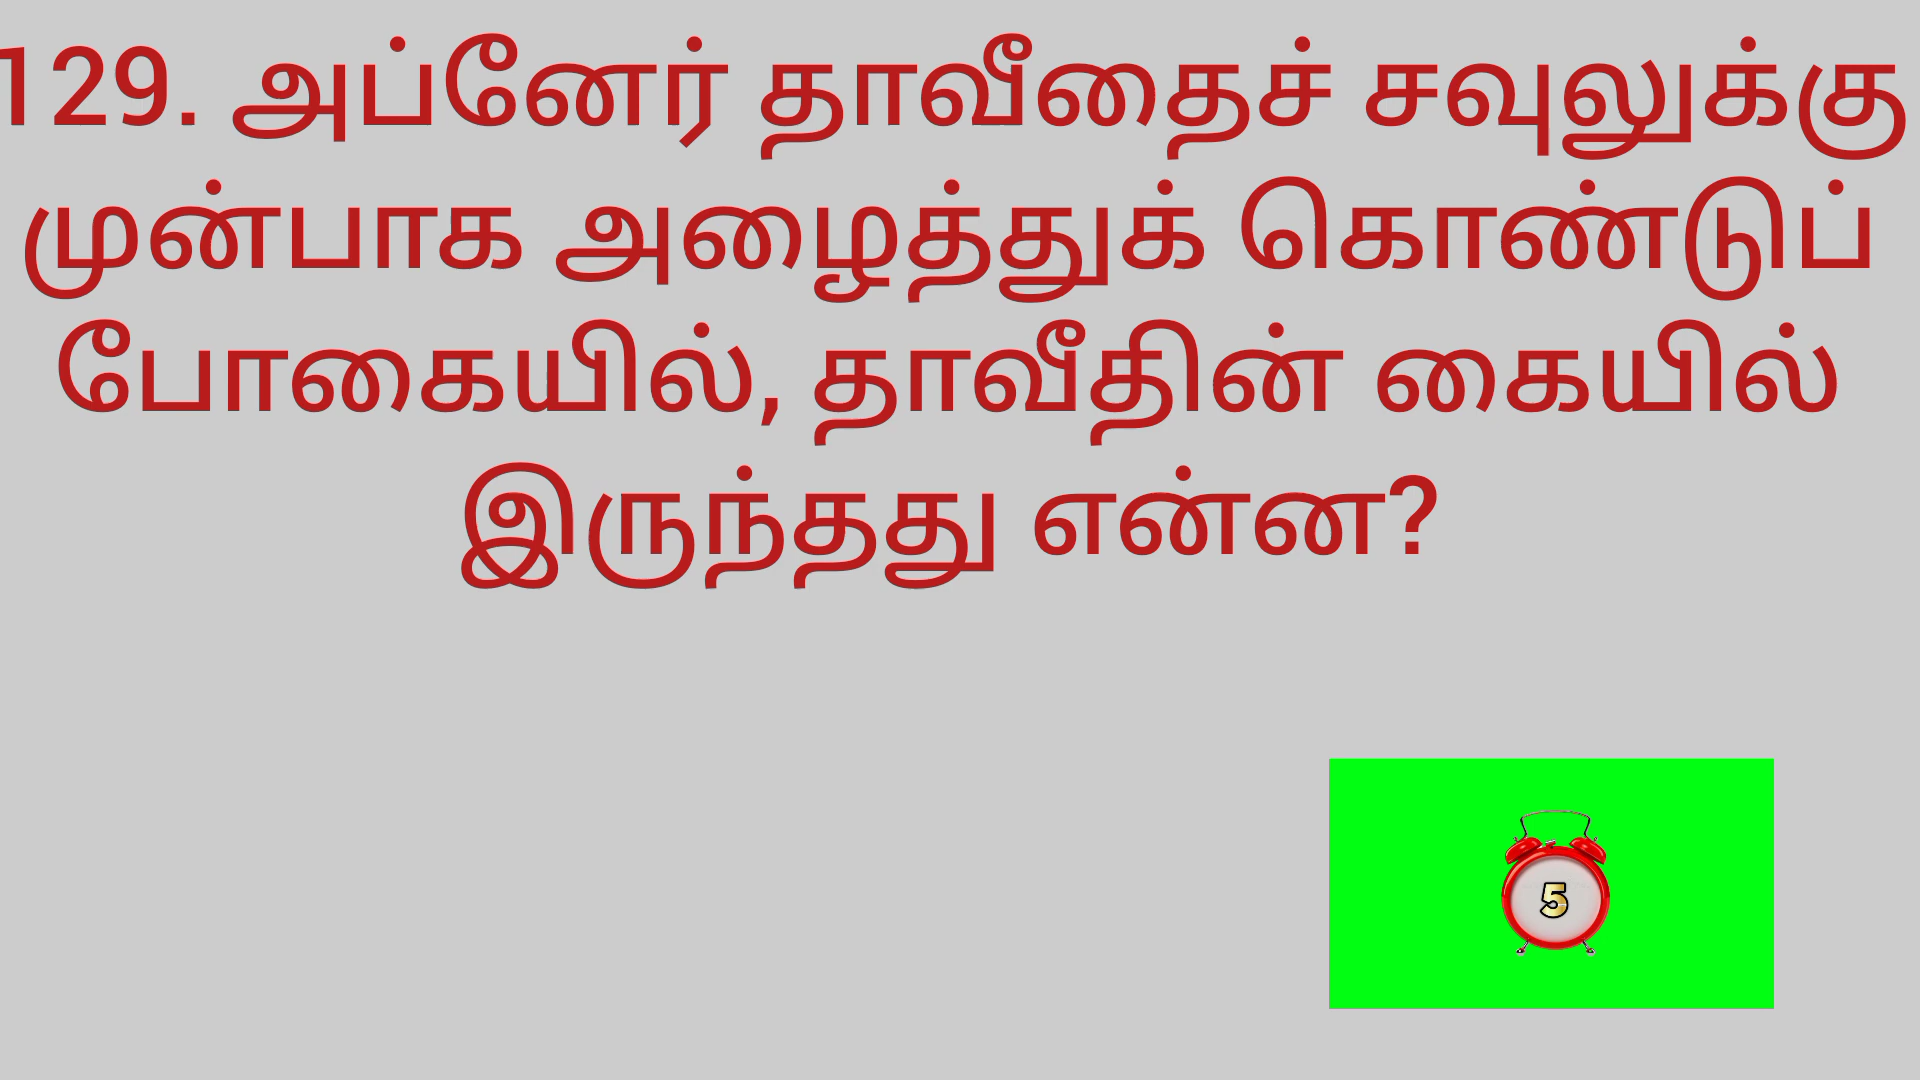 129. அப்னேர் தாவீதைச் சவுலுக்கு
முன்பாக அழைத்துக் கொண்டுப்
போகையில், தாவீதின் கையில்
இருந்தது என்ன?
5